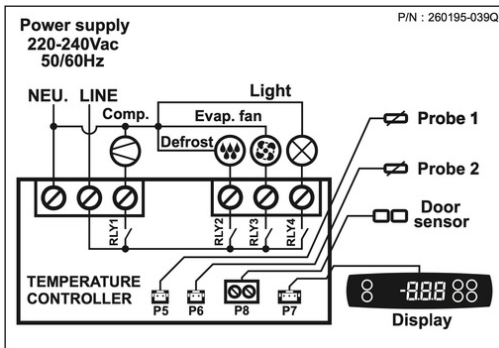 P/N : 260195-039Q
Power supply
220-240Vac
50/60Hz
NEU. LINE
Comp.
Evap. fan
Light
Defrost
Probe 1
Probe 2
Door
sensor
RLY1
RLY2
RLY3
RLY4
TEMPERATURE
CONTROLLER
P5
P6
P8
P7
-888
Display